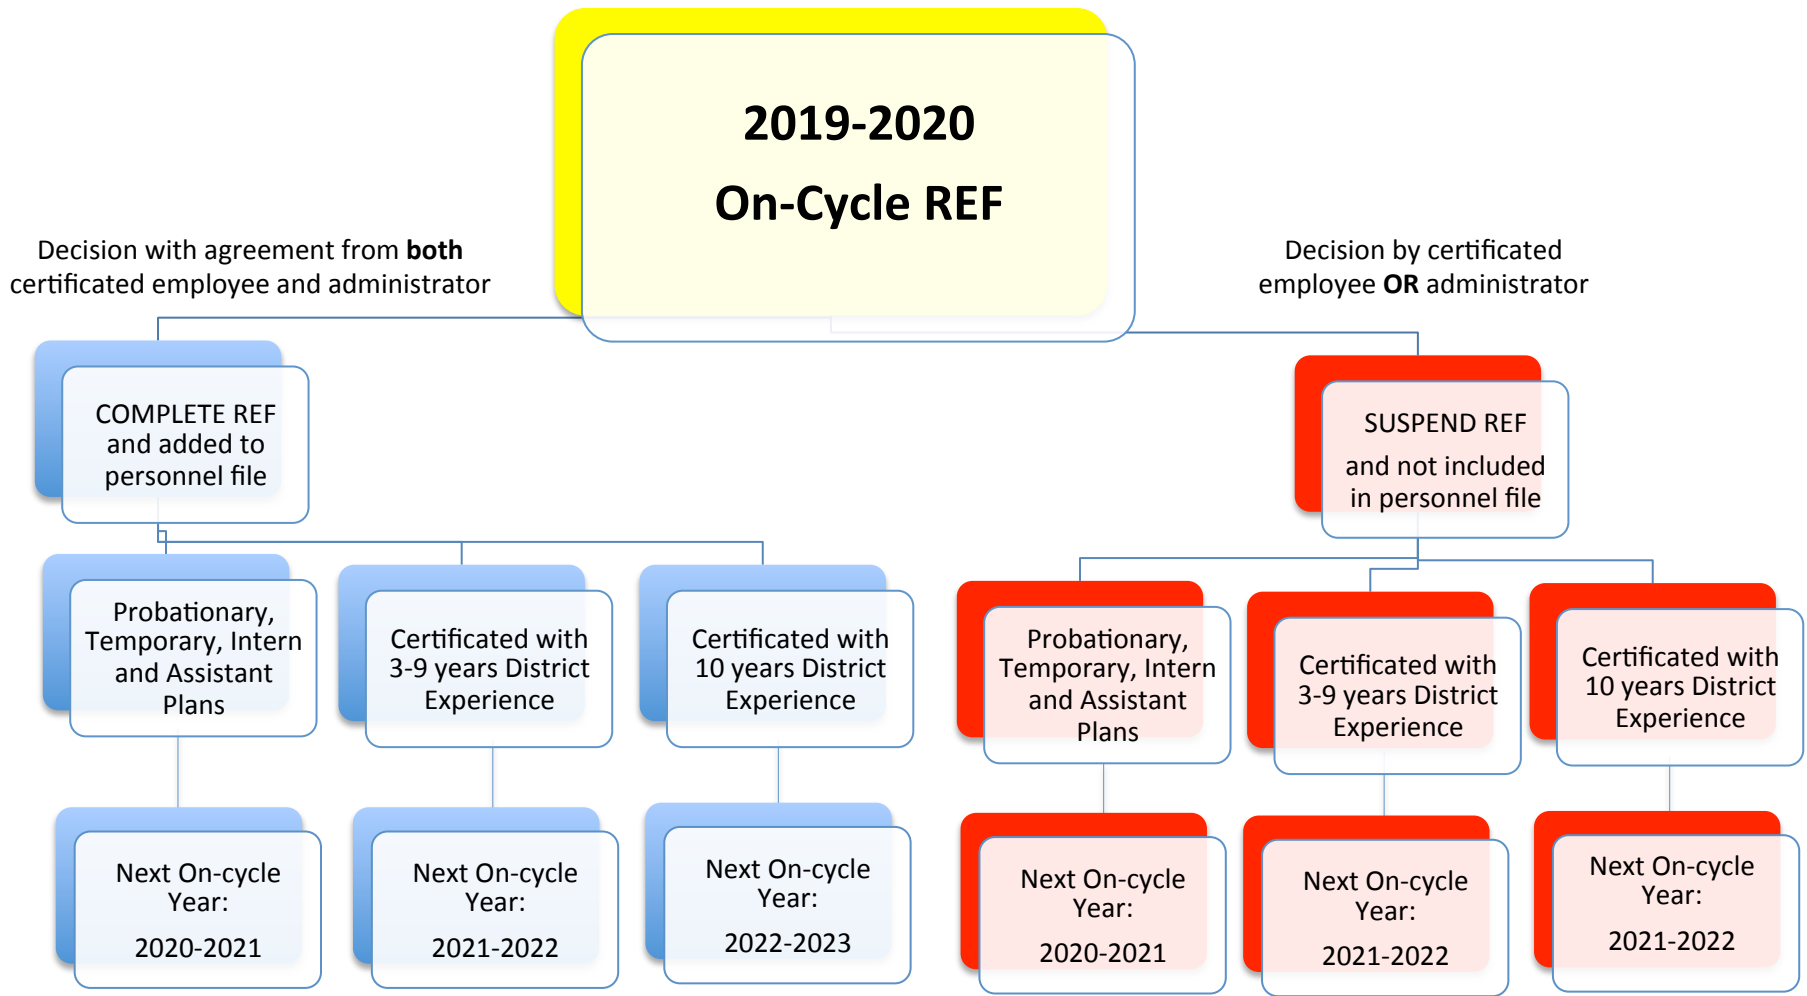 2019-2020
On-Cycle REF
Decision with agreement from both
certificated employee and administrator
Decision by certificated
employee OR administrator
COMPLETE REF
and added to
personnel file
SUSPEND REF
and not included
in personnel file
Probationary,
Temporary, Intern
and Assistant
Plans
Certificated with
3-9 years District
Experience
Certificated with
10 years District
Experience
Probationary,
Temporary, Intern
and Assistant
Plans
Certificated with
3-9 years District
Experience
Certificated with
10 years District
Experience
Next On-cycle
Year:
2020-2021
Next On-cycle
Year:
2021-2022
Next On-cycle
Year:
2022-2023
Next On-cycle
Year:
2020-2021
Next On-cycle
Year:
2021-2022
Next On-cycle
Year:
2021-2022